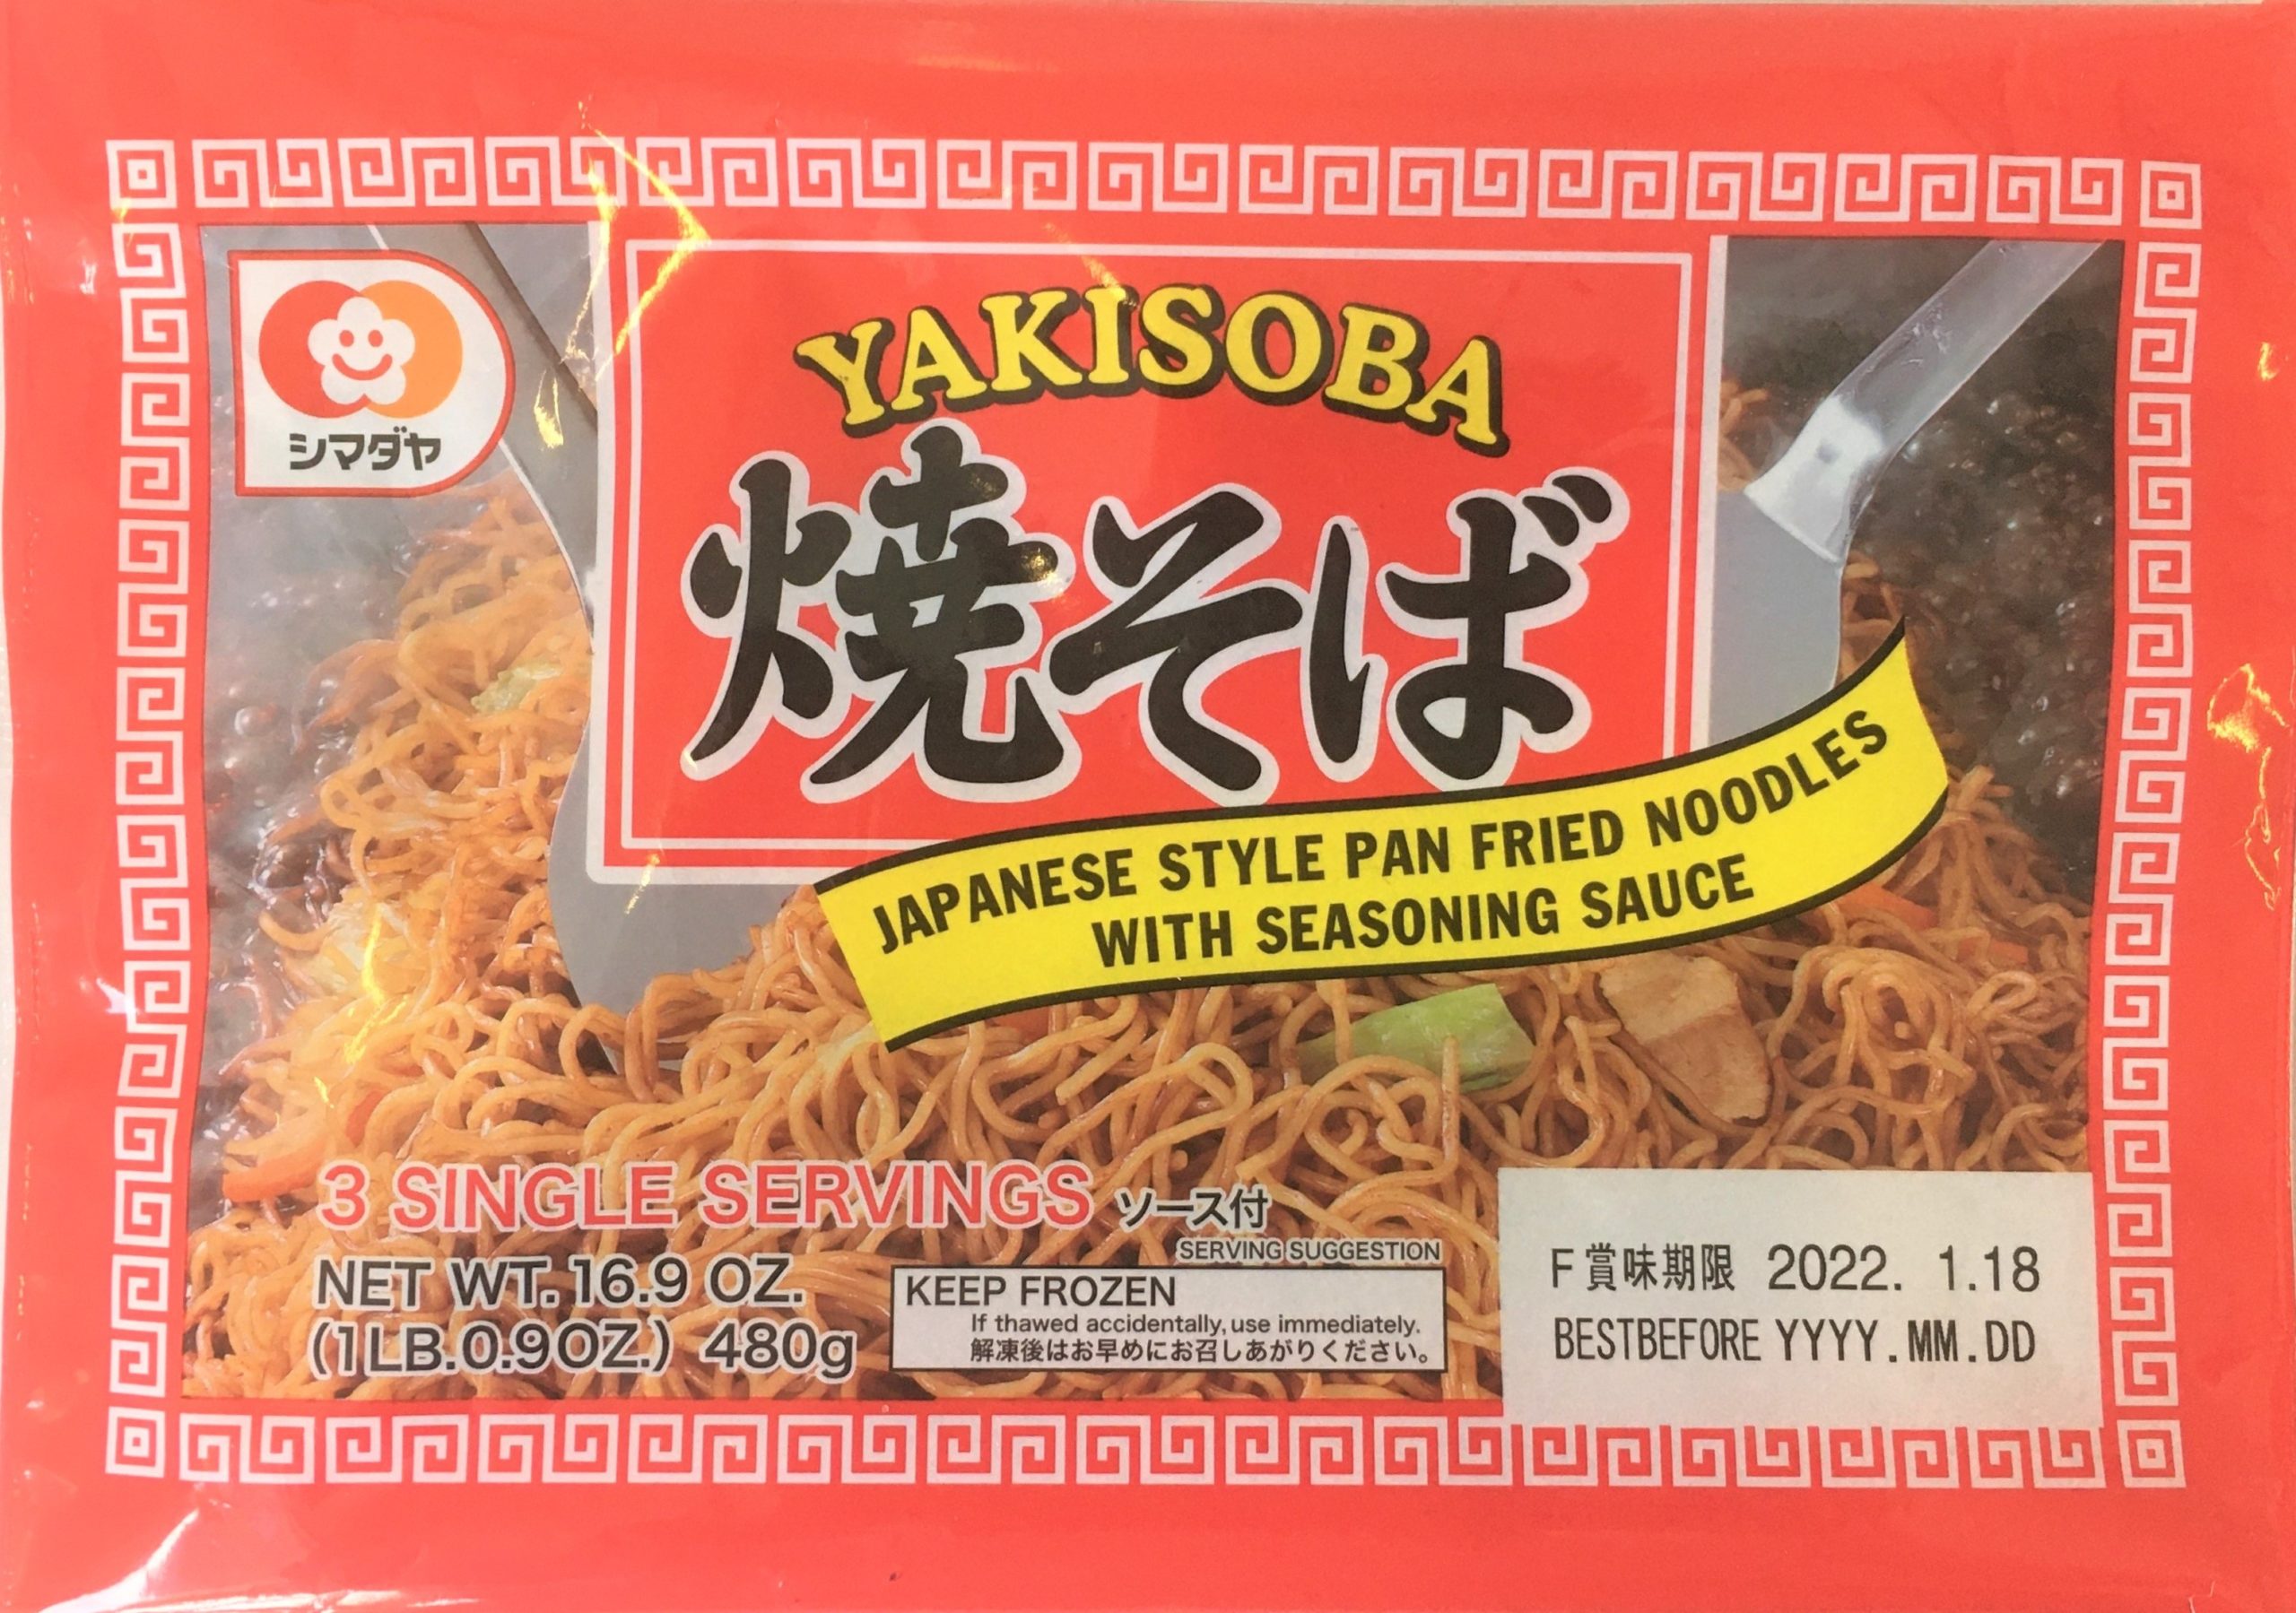 シマダヤ
YAKISOBA
焼そば
JAPANESE STYLE PAN FRIED NOODLES
WITH SEASONING SAUCE
3 SINGLE SERVINGS ソース付
SERVING SUGGESTION
NET WT. 16.9 OZ.
(1LB.0.9OZ.) 480g
KEEP FROZEN
If thawed accidentally, use immediately.
解凍後はお早めにお召しあがりください。
F賞味期限 2022. 1.18
BESTBEFORE YYYY.MM.DD